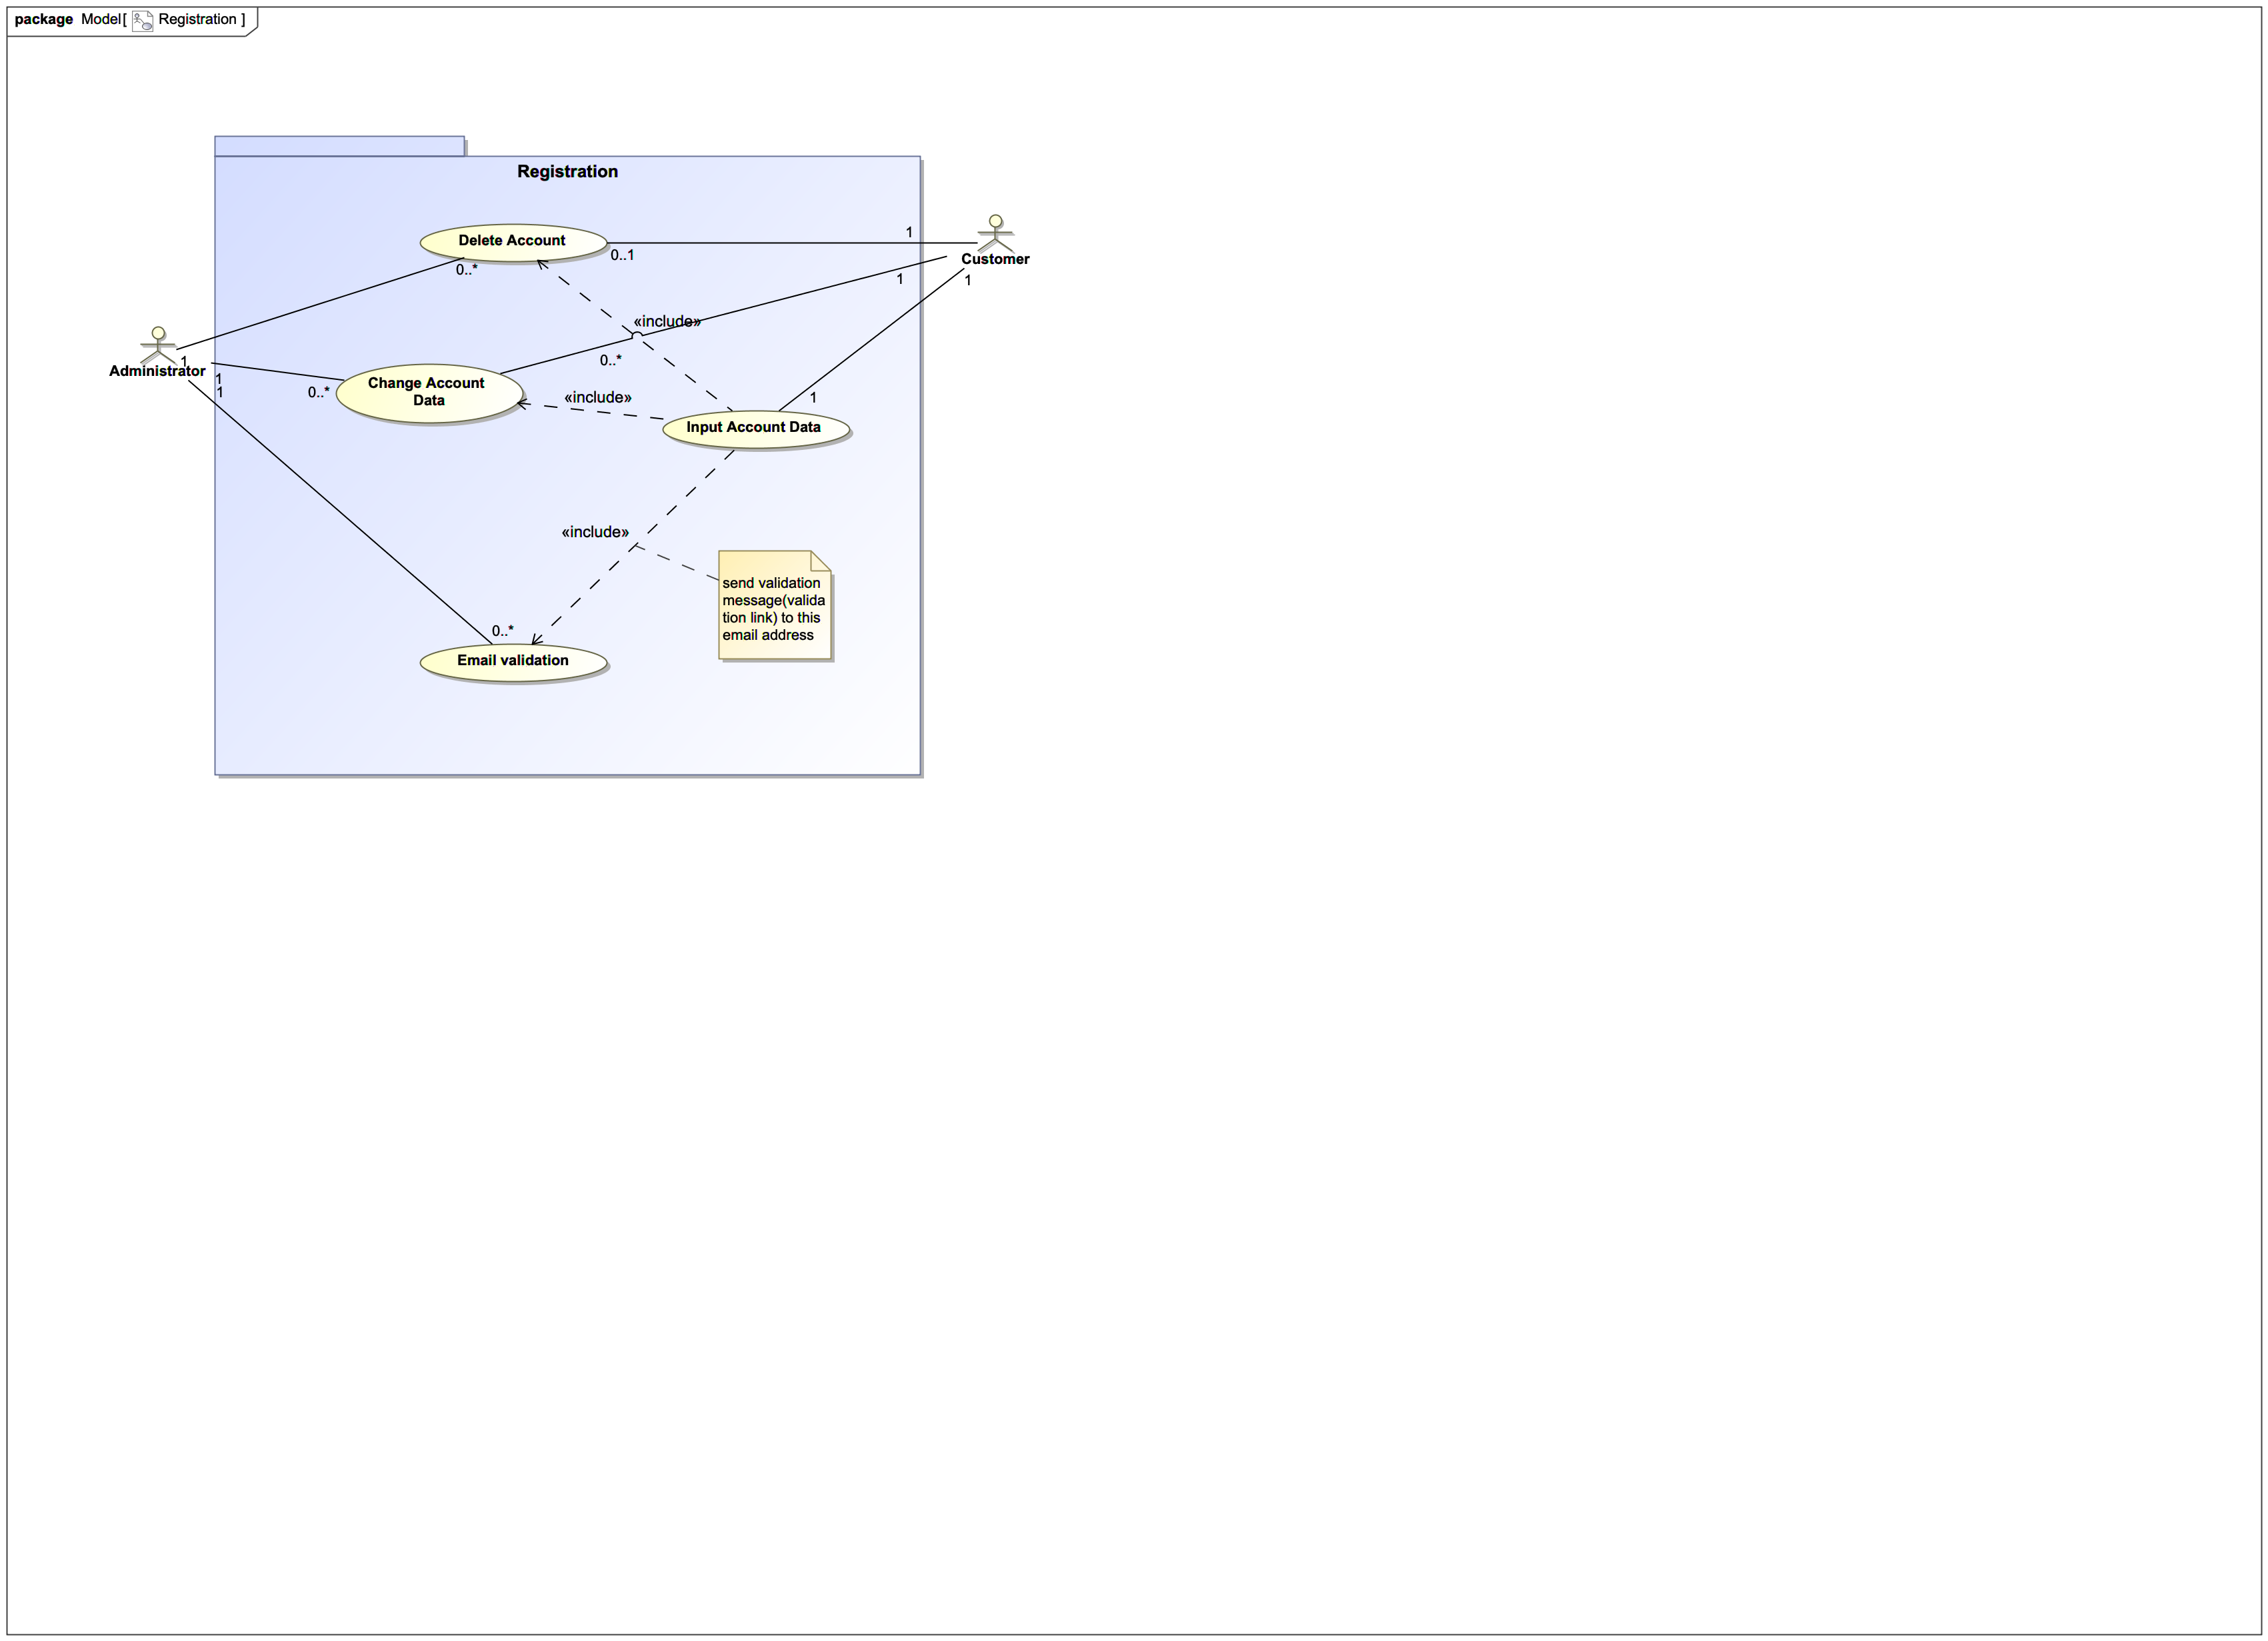 package Model[ Registration ]
Registration
Delete Account
1
0..1
Customer
0..*
1
1
«include»
0..*
1
Administrator
1
1
0..*
Change Account
Data
«include»
1
Input Account Data
«include»
send validation
message(valida
tion link) to this
email address
0..*
Email validation